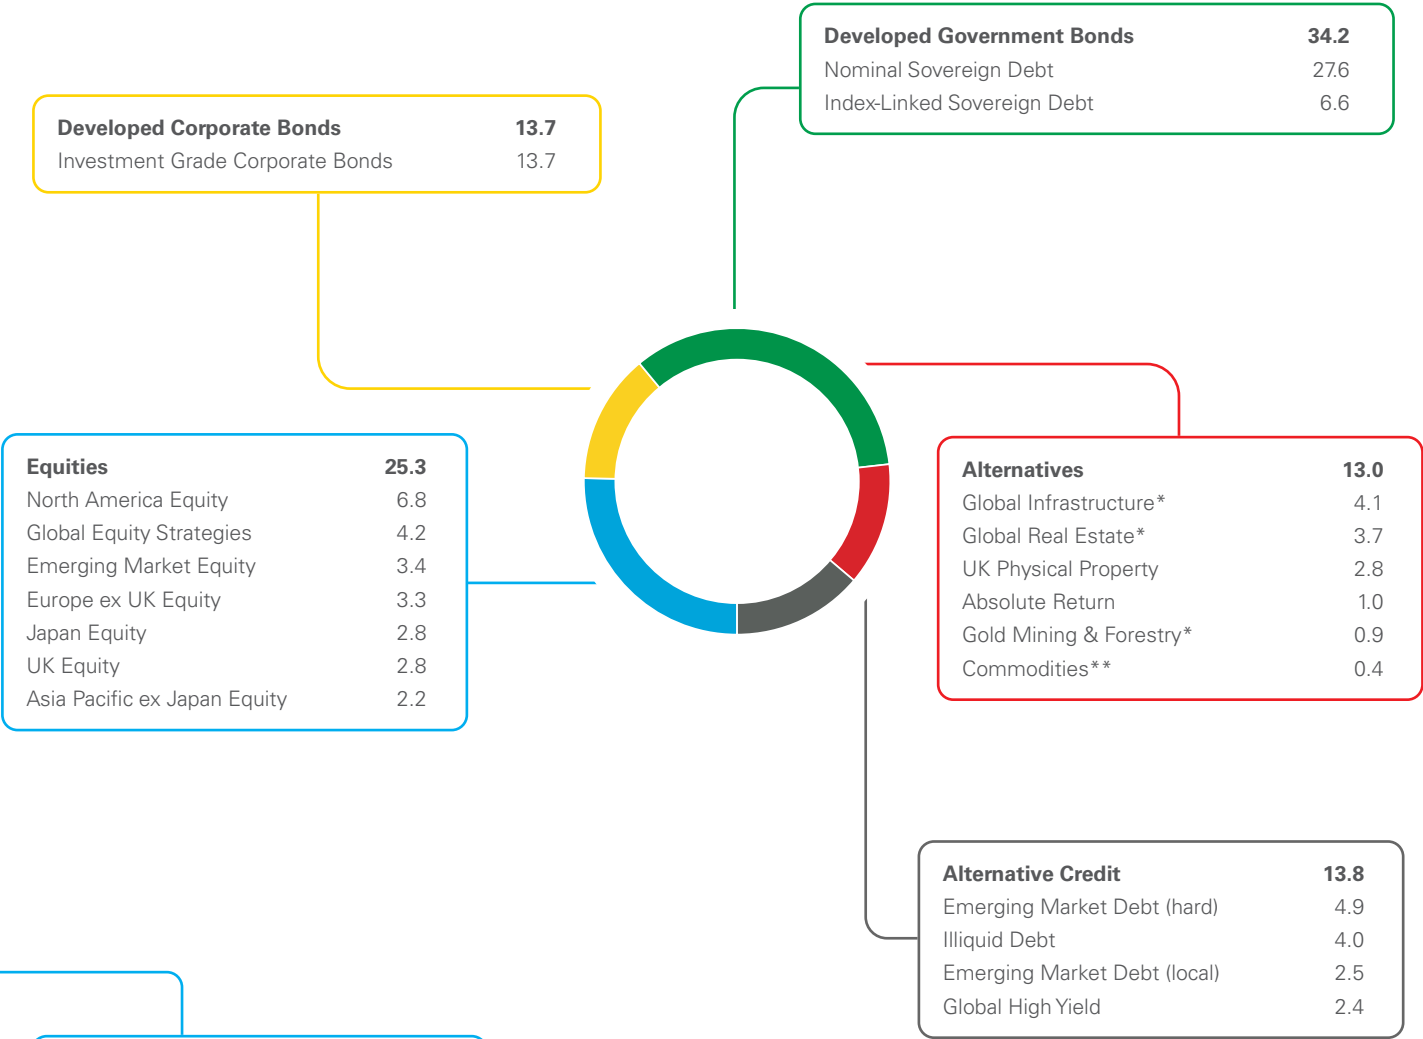 Developed Government Bonds 34.2
Nominal Sovereign Debt 27.6
Index-Linked Sovereign Debt 6.6
Developed Corporate Bonds 13.7
Investment Grade Corporate Bonds 13.7
Equities 25.3
North America Equity 6.8
Global Equity Strategies 4.2
Emerging Market Equity 3.4
Europe ex UK Equity 3.3
Japan Equity 2.8
UK Equity 2.8
Asia Pacific ex Japan Equity 2.2
Alternatives 13.0
Global Infrastructure* 4.1
Global Real Estate* 3.7
UK Physical Property 2.8
Absolute Return 1.0
Gold Mining & Forestry* 0.9
Commodities** 0.4
Alternative Credit 13.8
Emerging Market Debt (hard) 4.9
Illiquid Debt 4.0
Emerging Market Debt (local) 2.5
Global High Yield 2.4